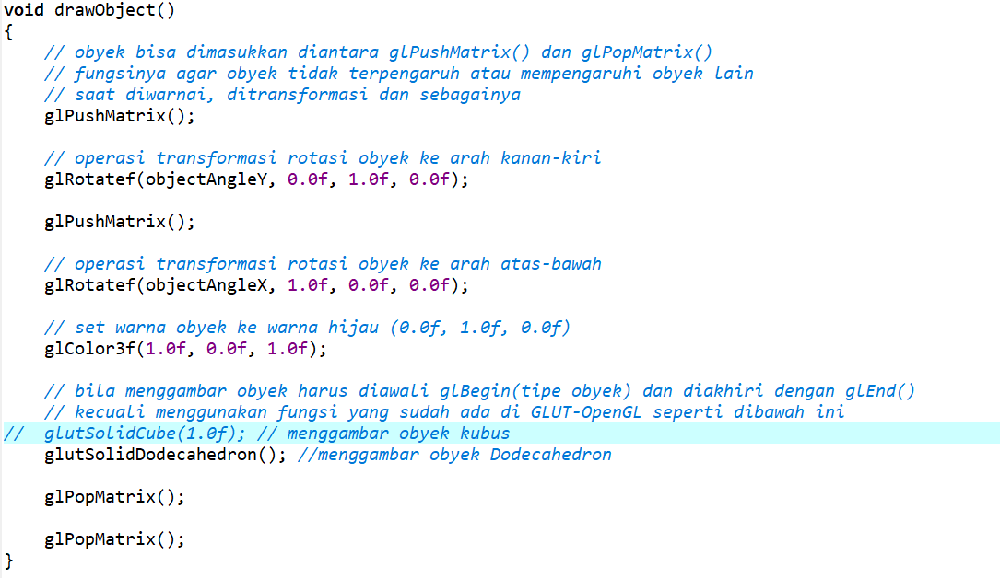 void drawObject()
{
    // obyek bisa dimasukkan diantara glPushMatrix() dan glPopMatrix()
    // fungsinya agar obyek tidak terpengaruh atau mempengaruhi obyek lain
    // saat diwarnai, ditransformasi dan sebagainya
    glPushMatrix();

    // operasi transformasi rotasi obyek ke arah kanan-kiri
    glRotatef(objectAngleY, 0.0f, 1.0f, 0.0f);

    glPushMatrix();

    // operasi transformasi rotasi obyek ke arah atas-bawah
    glRotatef(objectAngleX, 1.0f, 0.0f, 0.0f);

    // set warna obyek ke warna hijau (0.0f, 1.0f, 0.0f)
    glColor3f(1.0f, 0.0f, 1.0f);

    // bila menggambar obyek harus diawali glBegin(tipe obyek) dan diakhiri dengan glEnd()
    // kecuali menggunakan fungsi yang sudah ada di GLUT-OpenGL seperti dibawah ini
//  glutSolidCube(1.0f); // menggambar obyek kubus
    glutSolidDodecahedron(); //menggambar obyek Dodecahedron

    glPopMatrix();

    glPopMatrix();
}